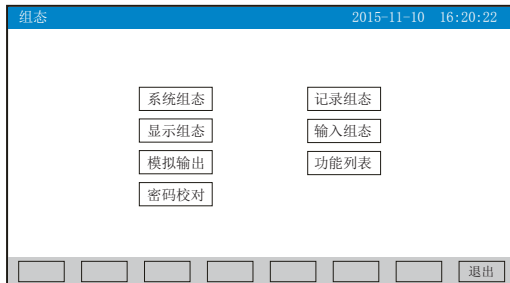 组态 2015-11-10 16:20:22
系统组态 记录组态
显示组态 输入组态
模拟输出 功能列表
密码校对
退出